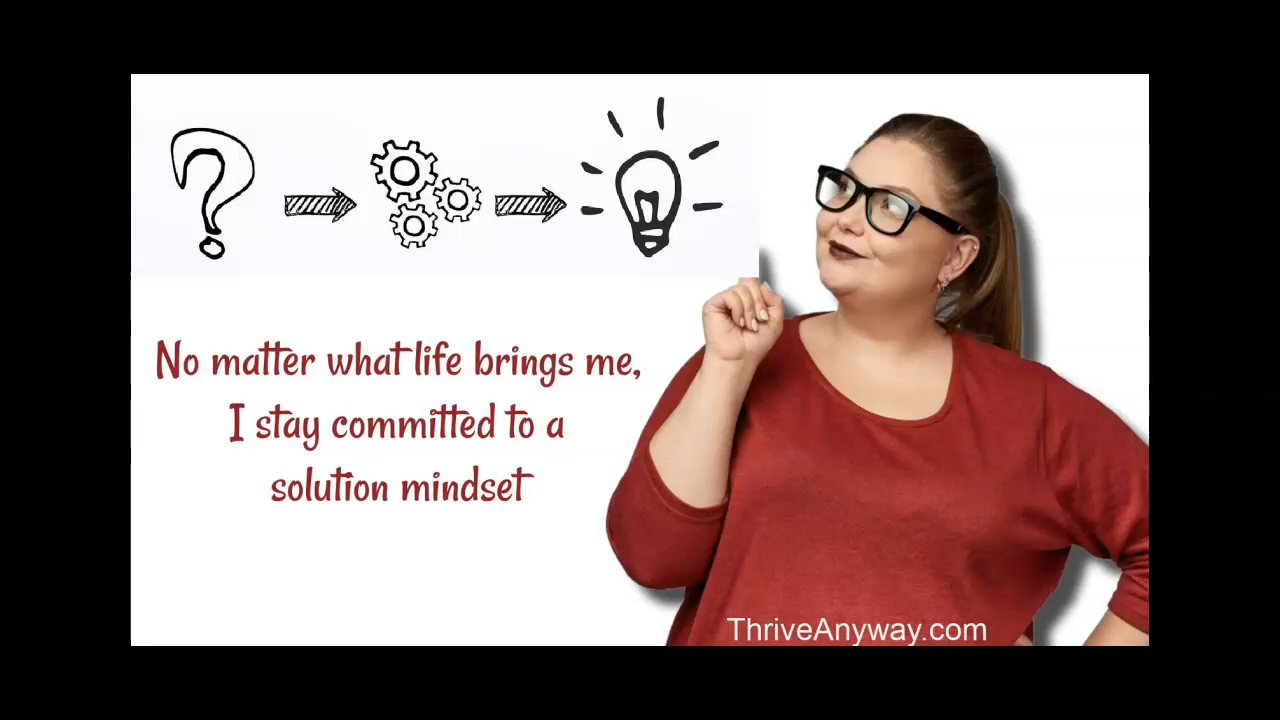 No matter what life brings me,
I stay committed to a
solution mindset
ThriveAnyway.com